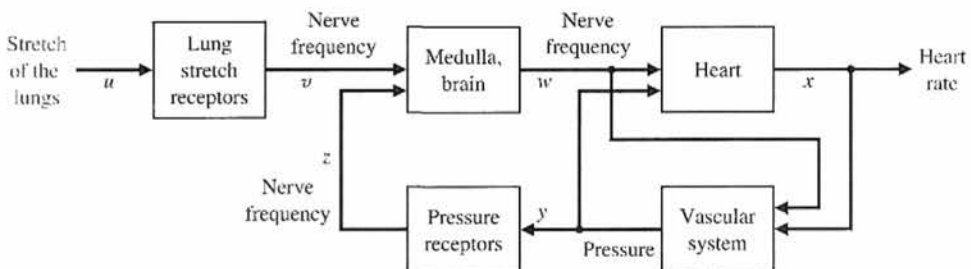 Stretch
of the
lungs
u
Lung
stretch
receptors
Nerve
frequency
v
Medulla,
brain
Nerve
frequency
w
Heart
x
Heart
rate
z
Nerve
frequency
Pressure
receptors
y
Pressure
Vascular
system